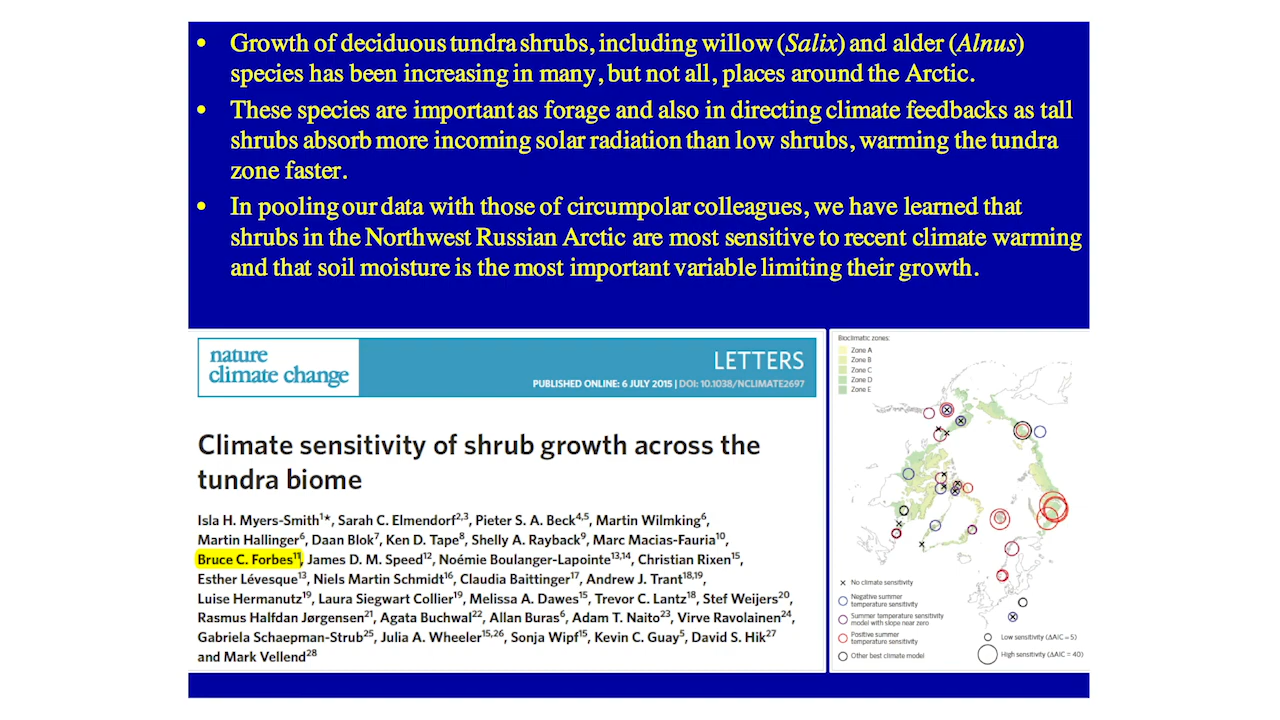 • Growth of deciduous tundra shrubs, including willow (Salix) and alder (Alnus)
species has been increasing in many, but not all, places around the Arctic.
• These species are important as forage and also in directing climate feedbacks as tall
shrubs absorb more incoming solar radiation than low shrubs, warming the tundra
zone faster.
• In pooling our data with those of circumpolar colleagues, we have learned that
shrubs in the Northwest Russian Arctic are most sensitive to recent climate warming
and that soil moisture is the most important variable limiting their growth.
nature
climate change
LETTERS
PUBLISHED ONLINE: 6 JULY 2015 | DOI: 10.1038/NCLIMATE2697
Climate sensitivity of shrub growth across the
tundra biome
Isla H. Myers-Smith1*, Sarah C. Elmendorf2,3, Pieter S. A. Beck4,5, Martin Wilmking6,
Martin Hallinger6, Daan Blok7, Ken D. Tape8, Shelly A. Rayback9, Marc Macias-Fauria10,
Bruce C. Forbes11, James D. M. Speed12, Noémie Boulanger-Lapointe13,14, Christian Rixen15,
Esther Lévesque13, Niels Martin Schmidt16, Claudia Baittinger17, Andrew J. Trant18,19,
Luise Hermanutz19, Laura Siegwart Collier19, Melissa A. Dawes15, Trevor C. Lantz18, Stef Weijers20,
Rasmus Halfdan Jørgensen21, Agata Buchwal22, Allan Buras6, Adam T. Naito23, Virve Ravolainen24,
Gabriela Schaepman-Strub25, Julia A. Wheeler15,26, Sonja Wipf15, Kevin C. Guay5, David S. Hik27
and Mark Vellend28
Bioclimatic zones:
Zone A
Zone B
Zone C
Zone D
Zone E
No climate sensitivity
Negative summer
temperature sensitivity
Summer temperature sensitivity
model with slope near zero
Positive summer
temperature sensitivity
Other best climate model
Low sensitivity (ΔAIC = 5)
High sensitivity (ΔAIC = 40)